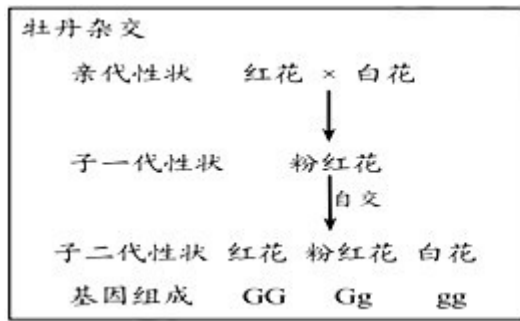 牡丹杂交
亲代性状 红花 × 白花
子一代性状 粉红花
自交
子二代性状 红花 粉红花 白花
基因组成 GG Gg gg